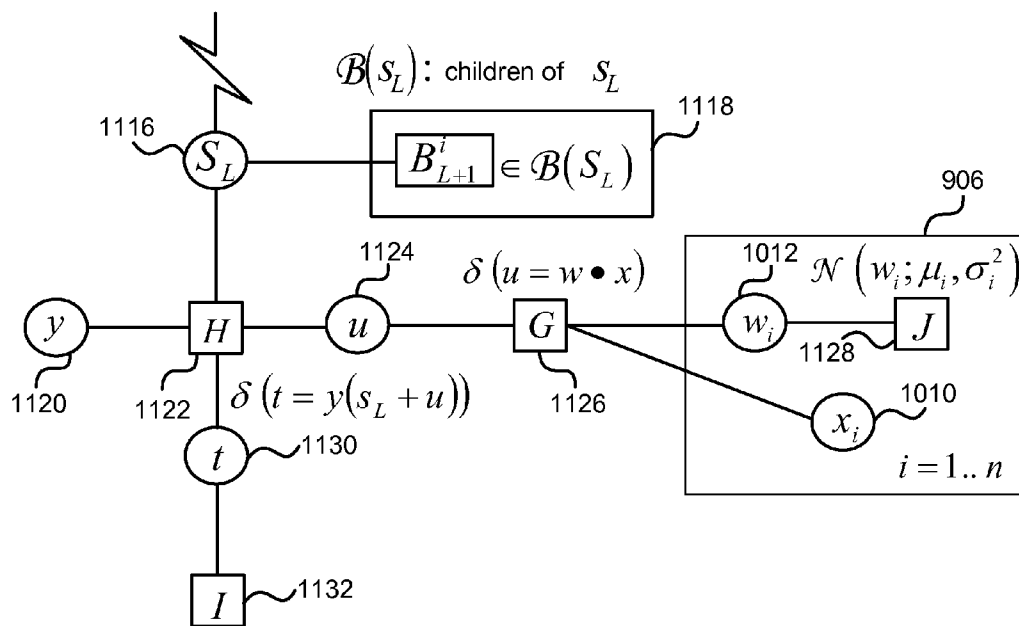 ℬ(s_L): children of s_L
1118
1116
S_L
B^i_{L+1} ∈ ℬ(S_L)
906
1124
δ(u = w • x)
1012
𝒩(w_i; μ_i, σ_i^2)
y
H
u
G
w_i
J
1128
1120
1122
δ(t = y(s_L + u))
1126
x_i
1010
t
1130
i = 1.. n
I
1132